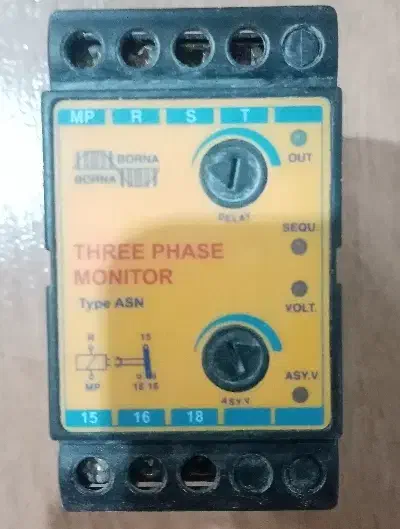 MP R S T
OUT
BORNA
BORNA
DELAY
SEQU.
THREE PHASE
MONITOR
VOLT.
Type ASN
R
15
MP
18 16
ASY.V
ASY.V
15 16 18